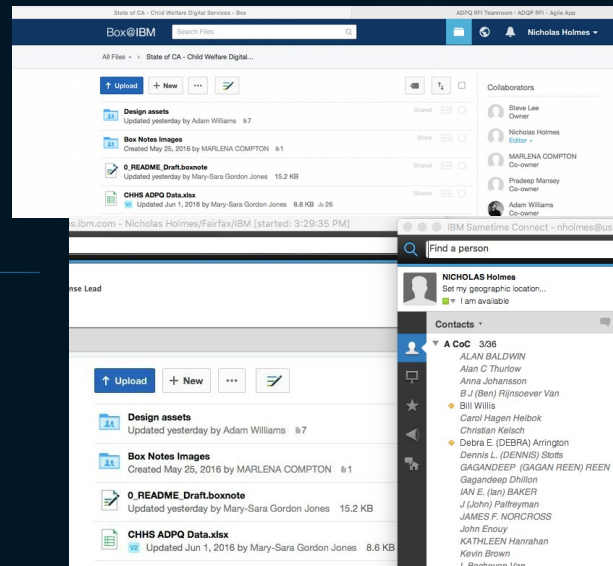 State of CA - Child Welfare Digital Services - Box
ADPQ RFI Teamroom - ADQP RFI - Agile App
Box@IBM
Search Files
Nicholas Holmes
All Files
State of CA - Child Welfare Digital...
Upload
+ New
Design assets
Updated yesterday by Adam Williams 7
Shared
Box Notes Images
Created May 25, 2016 by MARLENA COMPTON 1
Share
0_README_Draft.boxnote
Updated yesterday by Mary-Sara Gordon Jones 15.2 KB
Shared
CHHS ADPQ Data.xlsx
V2 Updated Jun 1, 2016 by Mary-Sara Gordon Jones 8.6 KB 26
Shared
Collaborators
Steve Lee
Owner
Nicholas Holmes
Editor
MARLENA COMPTON
Co-owner
Pradeep Mansey
Co-owner
Adam Williams
Co-owner
s.ibm.com - Nicholas Holmes/Fairfax/IBM [started: 3:29:35 PM]
nse Lead
Upload
+ New
Design assets
Updated yesterday by Adam Williams 7
Box Notes Images
Created May 25, 2016 by MARLENA COMPTON 1
0_README_Draft.boxnote
Updated yesterday by Mary-Sara Gordon Jones 15.2 KB
CHHS ADPQ Data.xlsx
V2 Updated Jun 1, 2016 by Mary-Sara Gordon Jones 8.6 KB
IBM Sametime Connect - nholmes@us
Find a person
NICHOLAS Holmes
Set my geographic location...
I am available
Contacts
A CoC 3/36
ALAN BALDWIN
Alan C Thurlow
Anna Johansson
B J (Ben) Rijnsoever Van
Bill Willis
Carol Hagen Helbok
Christian Kelsch
Debra E. (DEBRA) Arrington
Dennis L. (DENNIS) Stotts
GAGANDEEP (GAGAN REEN) REEN
Gagandeep Dhillon
IAN E. (Ian) BAKER
J (John) Palfreyman
JAMES F. NORCROSS
John Enouy
KATHLEEN Hanrahan
Kevin Brown